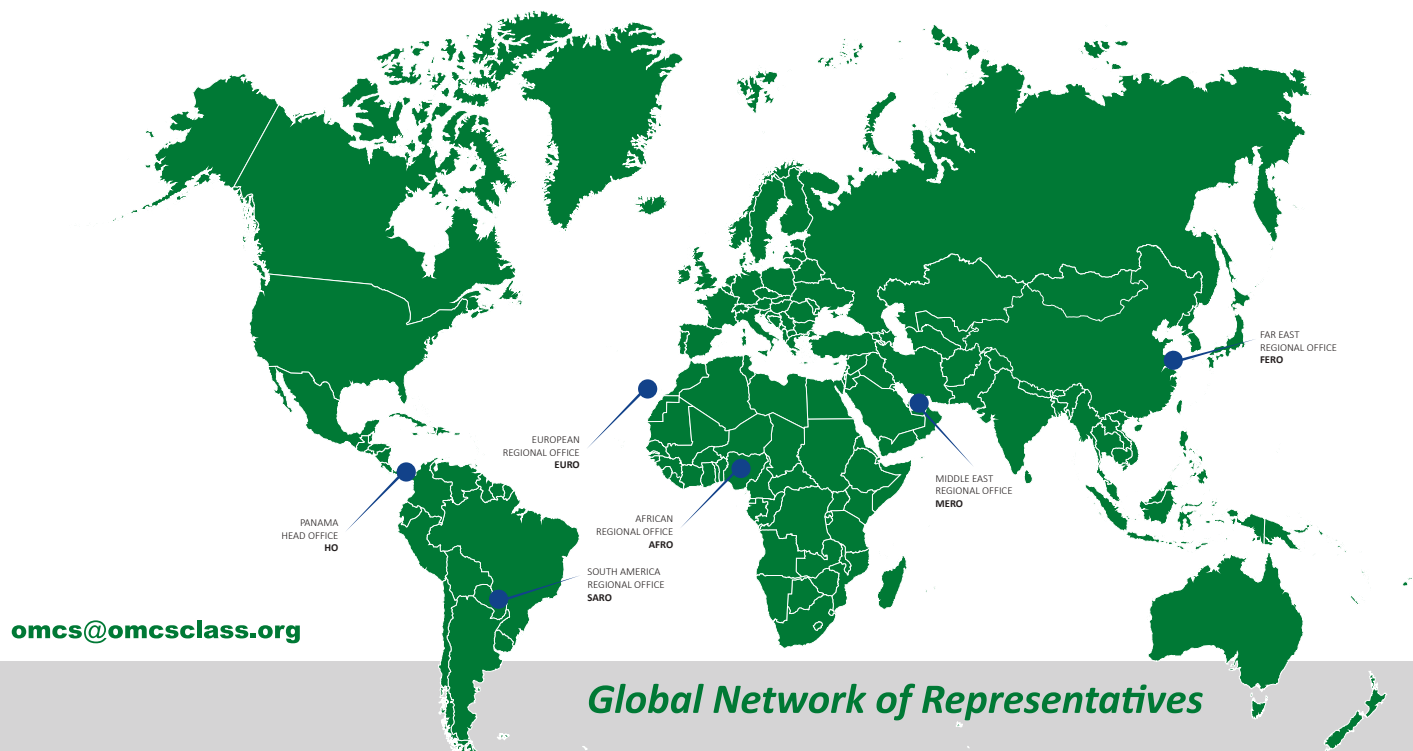 FAR EAST
REGIONAL OFFICE
FERO
EUROPEAN
REGIONAL OFFICE
EURO
MIDDLE EAST
REGIONAL OFFICE
MERO
PANAMA
HEAD OFFICE
HO
AFRICAN
REGIONAL OFFICE
AFRO
SOUTH AMERICA
REGIONAL OFFICE
SARO
omcs@omcsclass.org
Global Network of Representatives